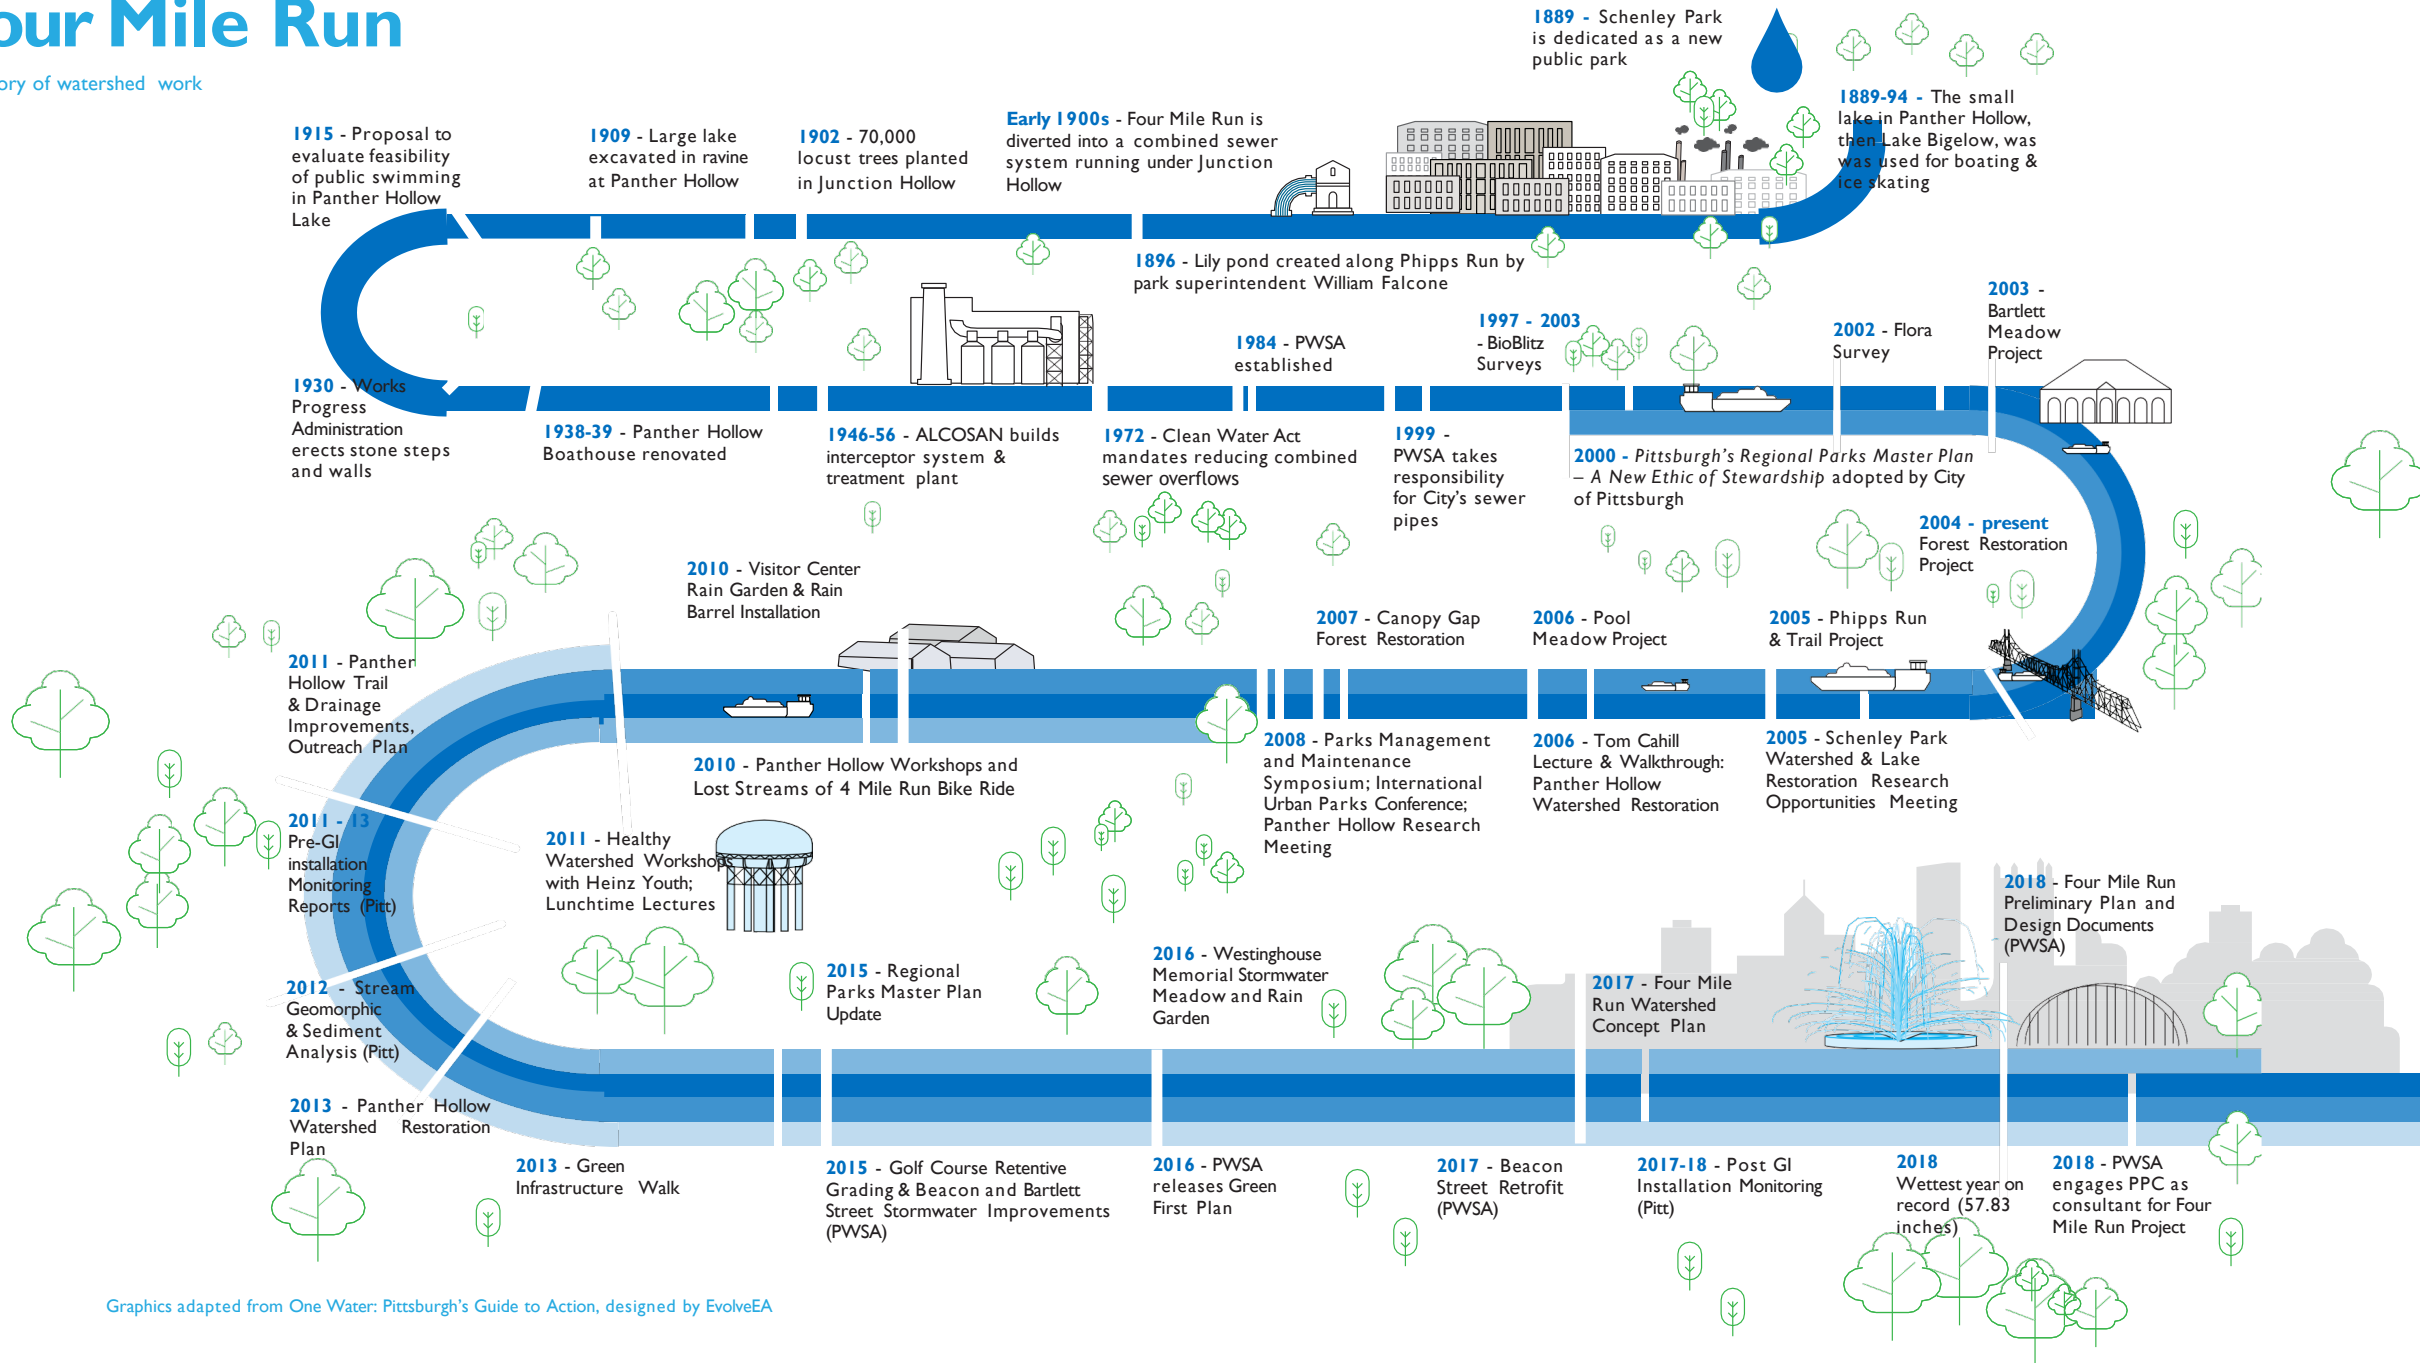 our Mile Run
ory of watershed work
1889 - Schenley Park
is dedicated as a new
public park
1889-94 - The small
lake in Panther Hollow,
then Lake Bigelow, was
was used for boating &
ice skating
1896 - Lily pond created along Phipps Run by
park superintendent William Falcone
Early 1900s - Four Mile Run is
diverted into a combined sewer
system running under Junction
Hollow
1902 - 70,000
locust trees planted
in Junction Hollow
1909 - Large lake
excavated in ravine
at Panther Hollow
1915 - Proposal to
evaluate feasibility
of public swimming
in Panther Hollow
Lake
1930 - Works
Progress
Administration
erects stone steps
and walls
1938-39 - Panther Hollow
Boathouse renovated
1946-56 - ALCOSAN builds
interceptor system &
treatment plant
1972 - Clean Water Act
mandates reducing combined
sewer overflows
1984 - PWSA
established
1999 -
PWSA takes
responsibility
for City's sewer
pipes
1997 - 2003
- BioBlitz
Surveys
2000 - Pittsburgh's Regional Parks Master Plan
– A New Ethic of Stewardship adopted by City
of Pittsburgh
2002 - Flora
Survey
2003 -
Bartlett
Meadow
Project
2004 - present
Forest Restoration
Project
2005 - Phipps Run
& Trail Project
2005 - Schenley Park
Watershed & Lake
Restoration Research
Opportunities Meeting
2006 - Pool
Meadow Project
2006 - Tom Cahill
Lecture & Walkthrough:
Panther Hollow
Watershed Restoration
2007 - Canopy Gap
Forest Restoration
2008 - Parks Management
and Maintenance
Symposium; International
Urban Parks Conference;
Panther Hollow Research
Meeting
2010 - Visitor Center
Rain Garden & Rain
Barrel Installation
2010 - Panther Hollow Workshops and
Lost Streams of 4 Mile Run Bike Ride
2011 - Panther
Hollow Trail
& Drainage
Improvements,
Outreach Plan
2011 - Healthy
Watershed Workshops
with Heinz Youth;
Lunchtime Lectures
2011 - 13
Pre-GI
installation
Monitoring
Reports (Pitt)
2012 - Stream
Geomorphic
& Sediment
Analysis (Pitt)
2013 - Panther Hollow
Watershed Restoration
Plan
2013 - Green
Infrastructure Walk
2015 - Regional
Parks Master Plan
Update
2015 - Golf Course Retentive
Grading & Beacon and Bartlett
Street Stormwater Improvements
(PWSA)
2016 - Westinghouse
Memorial Stormwater
Meadow and Rain
Garden
2016 - PWSA
releases Green
First Plan
2017 - Beacon
Street Retrofit
(PWSA)
2017 - Four Mile
Run Watershed
Concept Plan
2017-18 - Post GI
Installation Monitoring
(Pitt)
2018
Wettest year on
record (57.83
inches)
2018 - Four Mile Run
Preliminary Plan and
Design Documents
(PWSA)
2018 - PWSA
engages PPC as
consultant for Four
Mile Run Project
Graphics adapted from One Water: Pittsburgh's Guide to Action, designed by EvolveEA